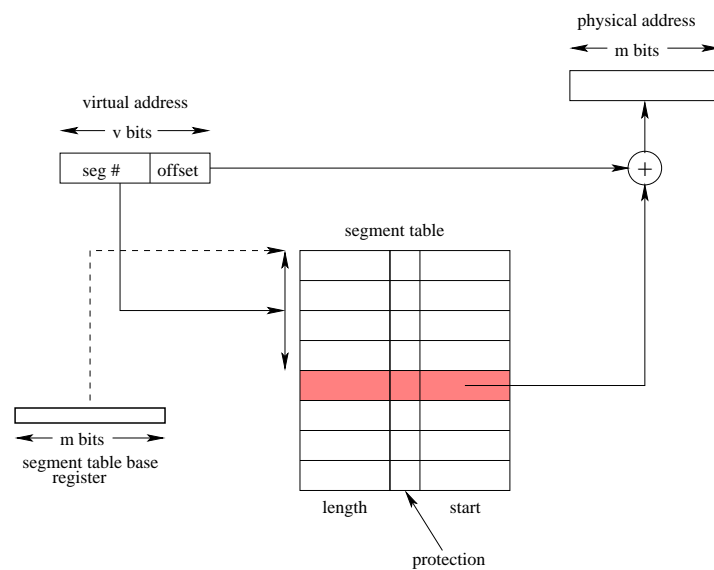 physical address
m bits
virtual address
v bits
seg #
offset
+
segment table
m bits
segment table base
register
length
start
protection